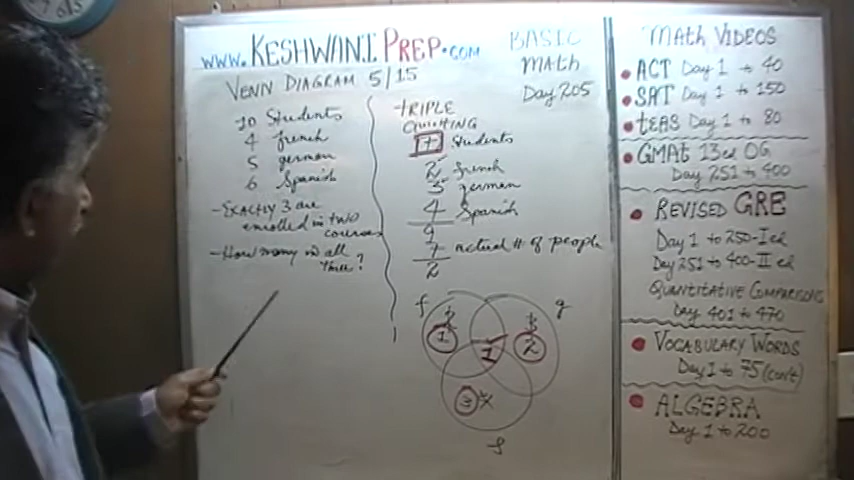 www.KESHWANIPREP.com
VENN DIAGRAM 5/15
10 Students
4 french
5 german
6 Spanish
- EXACTLY 3 are
enrolled in two
courses
- How many in all
three?
TRIPLE
COUNTING
7 Students
2 french
3 german
4 Spanish
9
7 actual # of people
2
f
g
1
2
1
3
S
BASIC
MATH
Day 205
MATH VIDEOS
ACT Day 1 to 40
SAT Day 1 to 150
TEAS Day 1 to 80
GMAT 13ed OG
Day 251 to 400
REVISED GRE
Day 1 to 250-I ed
Day 251 to 400-II ed
QUANTITATIVE COMPARISONS
Day 401 to 470
VOCABULARY WORDS
Day 1 to 75 (con't)
ALGEBRA
Day 1 to 200